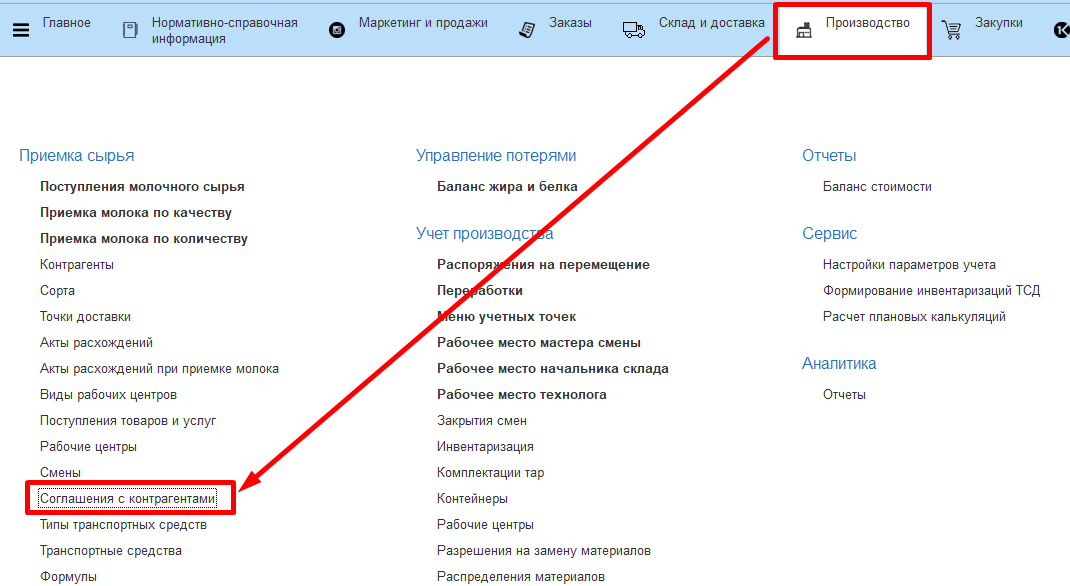 Главное
Нормативно-справочная
информация
Маркетинг и продажи
Заказы
Склад и доставка
Производство
Закупки
1К
Приемка сырья
Поступления молочного сырья
Приемка молока по качеству
Приемка молока по количеству
Контрагенты
Сорта
Точки доставки
Акты расхождений
Акты расхождений при приемке молока
Виды рабочих центров
Поступления товаров и услуг
Рабочие центры
Смены
Соглашения с контрагентами
Типы транспортных средств
Транспортные средства
Формулы
Управление потерями
Баланс жира и белка
Учет производства
Распоряжения на перемещение
Переработки
Меню учетных точек
Рабочее место мастера смены
Рабочее место начальника склада
Рабочее место технолога
Закрытия смен
Инвентаризация
Комплектации тар
Контейнеры
Рабочие центры
Разрешения на замену материалов
Распределения материалов
Отчеты
Баланс стоимости
Сервис
Настройки параметров учета
Формирование инвентаризаций ТСД
Расчет плановых калькуляций
Аналитика
Отчеты